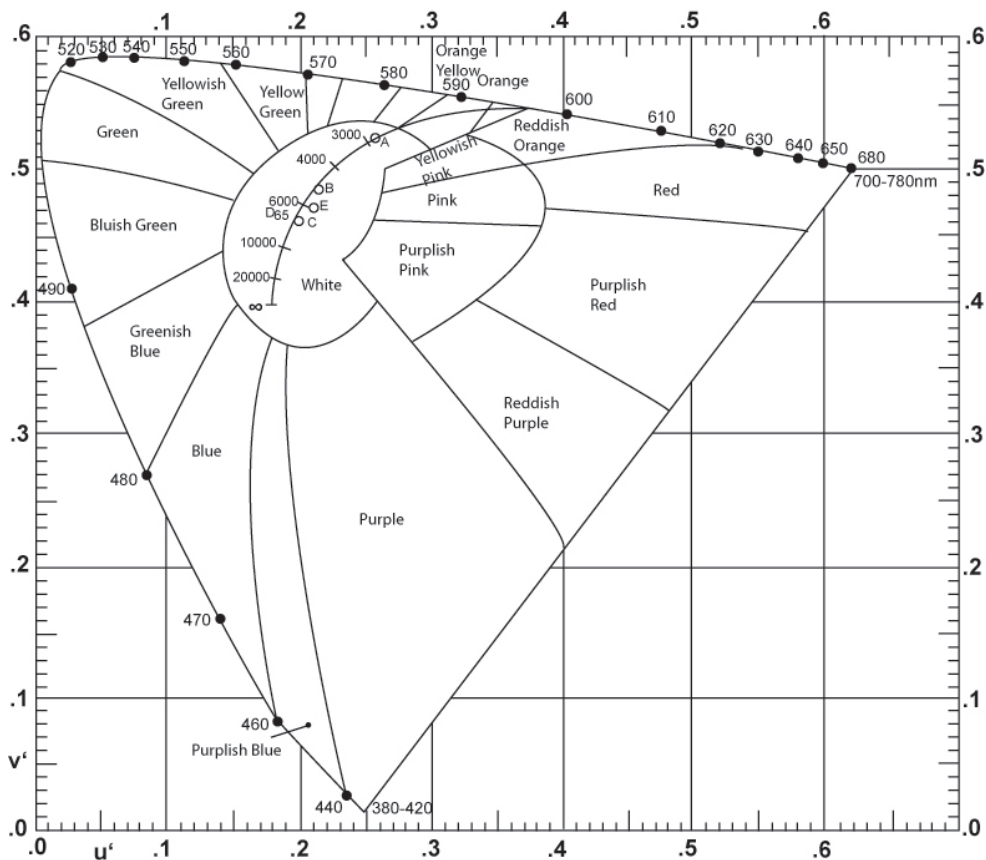 .1 .2 .3 .4 .5 .6
.6 .6
520 530 540 550 560 570 580 590 600 610 620 630 640 650 680
Orange
Yellow
Orange
Yellowish
Green
Yellow
Green
Green
Reddish
Orange
3000 A
4000
Yellowish
Pink
.5 .5
700-780nm
Red
B
6000 E
D65 C
Pink
Bluish Green
10000
Purplish
Pink
20000
White
Purplish
Red
490
∞
.4 .4
Greenish
Blue
Reddish
Purple
.3 .3
Blue
480
Purple
.2 .2
470
.1 .1
460
Purplish Blue
v'
440 380-420
.0 .0
.0 u' .1 .2 .3 .4 .5 .6